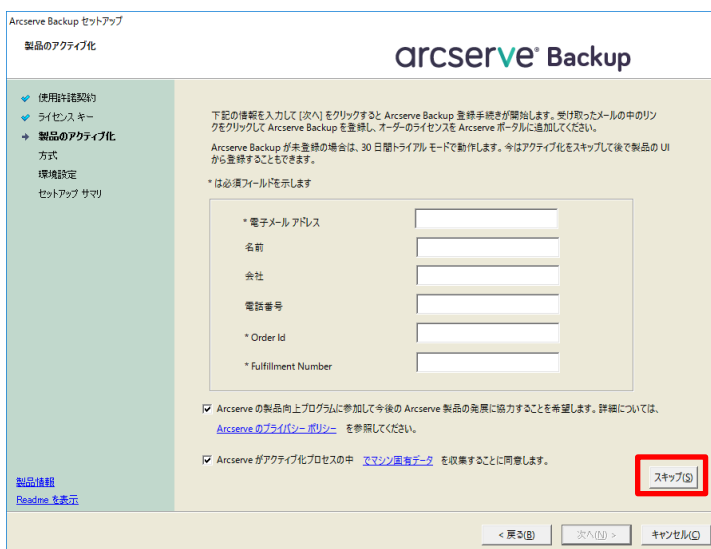 Arcserve Backup セットアップ
製品のアクティブ化
arcserve® Backup
使用許諾契約
ライセンス キー
製品のアクティブ化
方式
環境設定
セットアップ サマリ
下記の情報を入力して [次へ] をクリックすると Arcserve Backup 登録手続きが開始します。受け取ったメールの中のリン
クをクリックして Arcserve Backup を登録し、オーダーのライセンスを Arcserve ポータルに追加してください。
Arcserve Backup が未登録の場合は、30 日間トライアル モードで動作します。今はアクティブ化をスキップして後で製品の UI
から登録することもできます。
* は必須フィールドを示します
* 電子メール アドレス
名前
会社
電話番号
* Order Id
* Fulfillment Number
Arcserve の製品向上プログラムに参加して今後の Arcserve 製品の発展に協力することを希望します。詳細については、
Arcserve のプライバシー ポリシー を参照してください。
Arcserve がアクティブ化プロセスの中 でマシン固有データ を収集することに同意します。
スキップ(S)
製品情報
Readme を表示
< 戻る(B)
次へ(N) >
キャンセル(C)